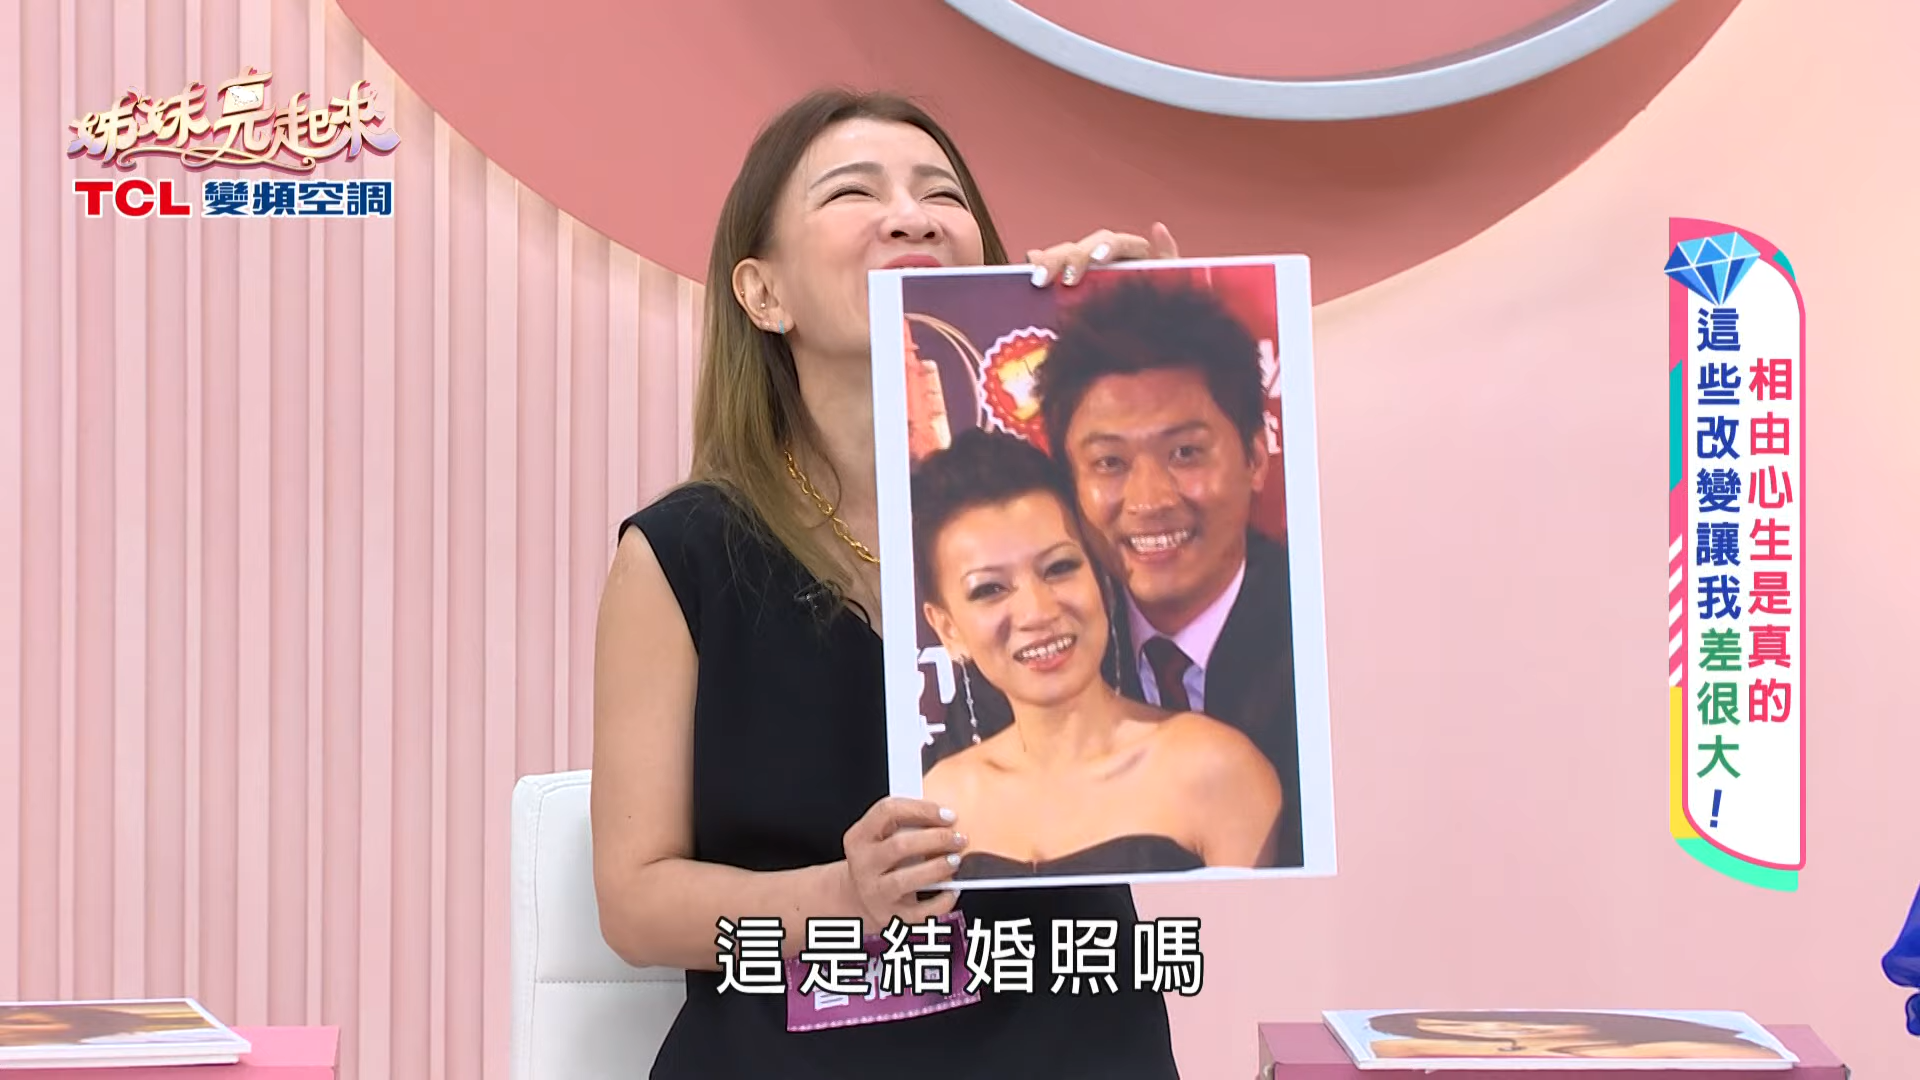 姊妹亮起來
TCL 變頻空調
相由心生是真的
這些改變讓我差很大！
這是結婚照嗎